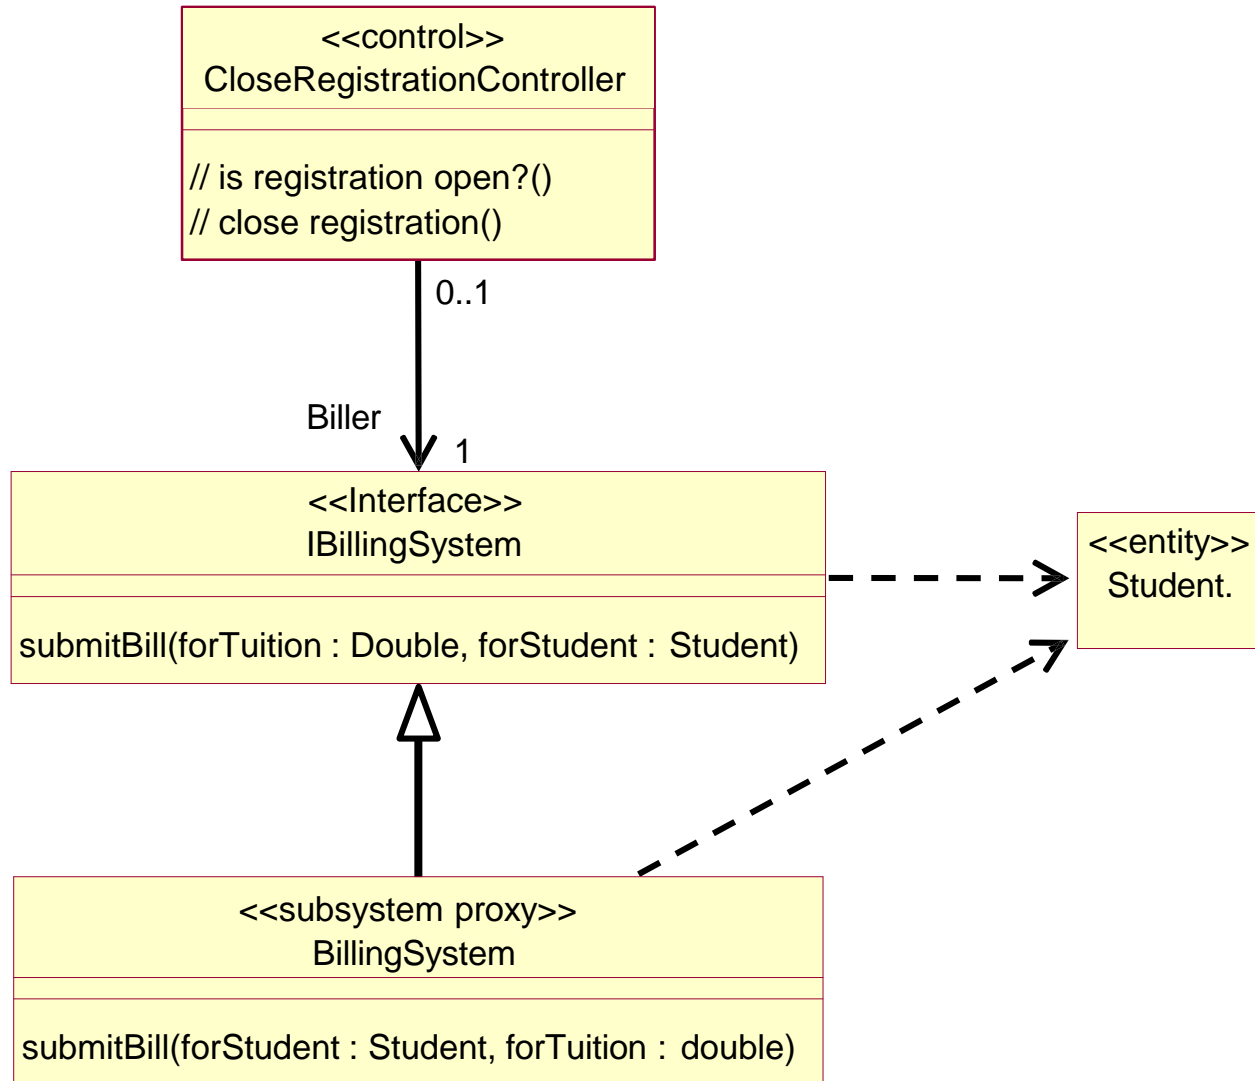 <<control>>
CloseRegistrationController
// is registration open?()
// close registration()
0..1
Biller
1
<<Interface>>
IBillingSystem
submitBill(forTuition : Double, forStudent : Student)
<<entity>>
Student.
<<subsystem proxy>>
BillingSystem
submitBill(forStudent : Student, forTuition : double)